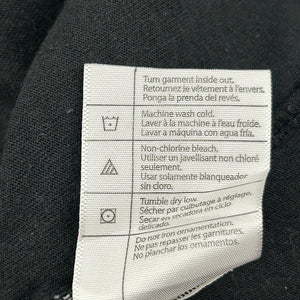 Turn garment inside out.
Retournez le vêtement à l'envers.
Ponga la prenda del revés.
Machine wash cold.
Laver à la machine à l'eau froide.
Lavar a máquina con agua fria.
Non-chlorine bleach.
Utiliser un javellisant non chloré
seulement.
Usar solamente blanqueador
sin cloro.
Tumble dry low.
Sécher par culbutage à réglage
Secar en secadora en ciclo
delicado.
Do not iron ornamentation.
Ne pas repasser les garnitures.
No planchar los ornamentos.